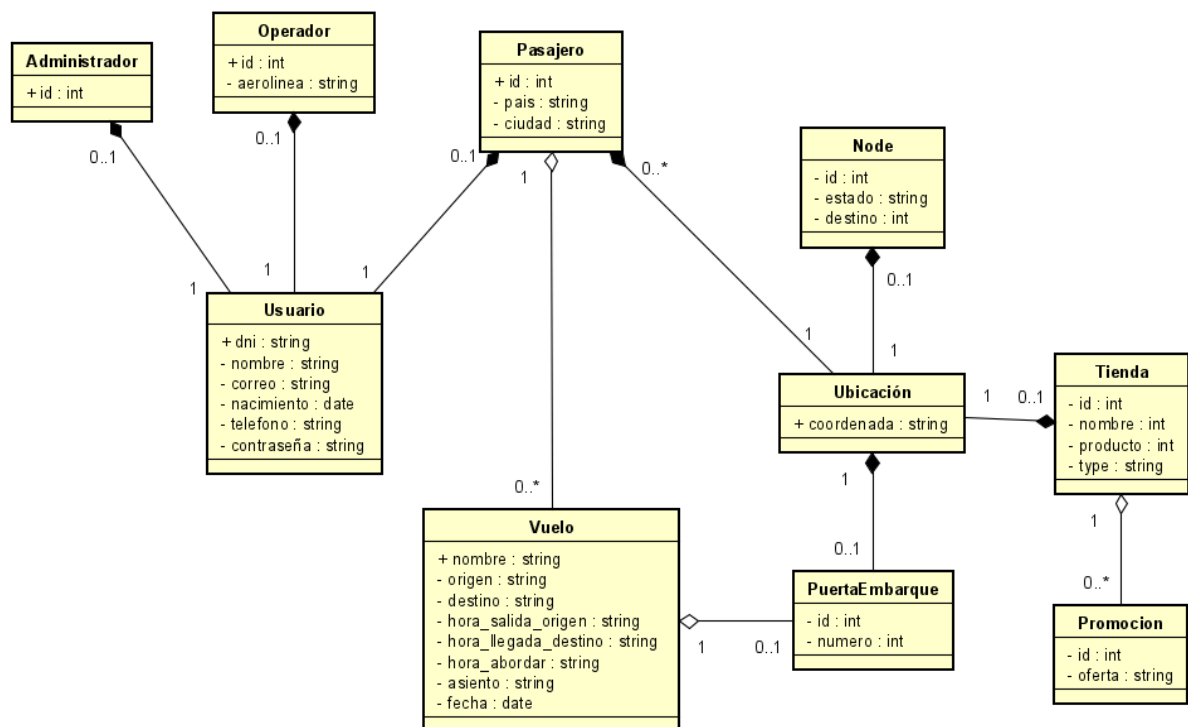 Administrador
+ id : int
Operador
+ id : int
- aerolinea : string
Pasajero
+ id : int
- pais : string
- ciudad : string
Node
- id : int
- estado : string
- destino : int
0..1
0..1
0..1
1
0..*
0..1
1
1
1
1
1
Usuario
+ dni : string
- nombre : string
- correo : string
- nacimiento : date
- telefono : string
- contraseña : string
Ubicación
+ coordenada : string
1
0..1
Tienda
- id : int
- nombre : int
- producto : int
- type : string
0..*
1
0..1
1
0..*
Vuelo
+ nombre : string
- origen : string
- destino : string
- hora_salida_origen : string
- hora_llegada_destino : string
- hora_abordar : string
- asiento : string
- fecha : date
1
0..1
PuertaEmbarque
- id : int
- numero : int
Promocion
- id : int
- oferta : string